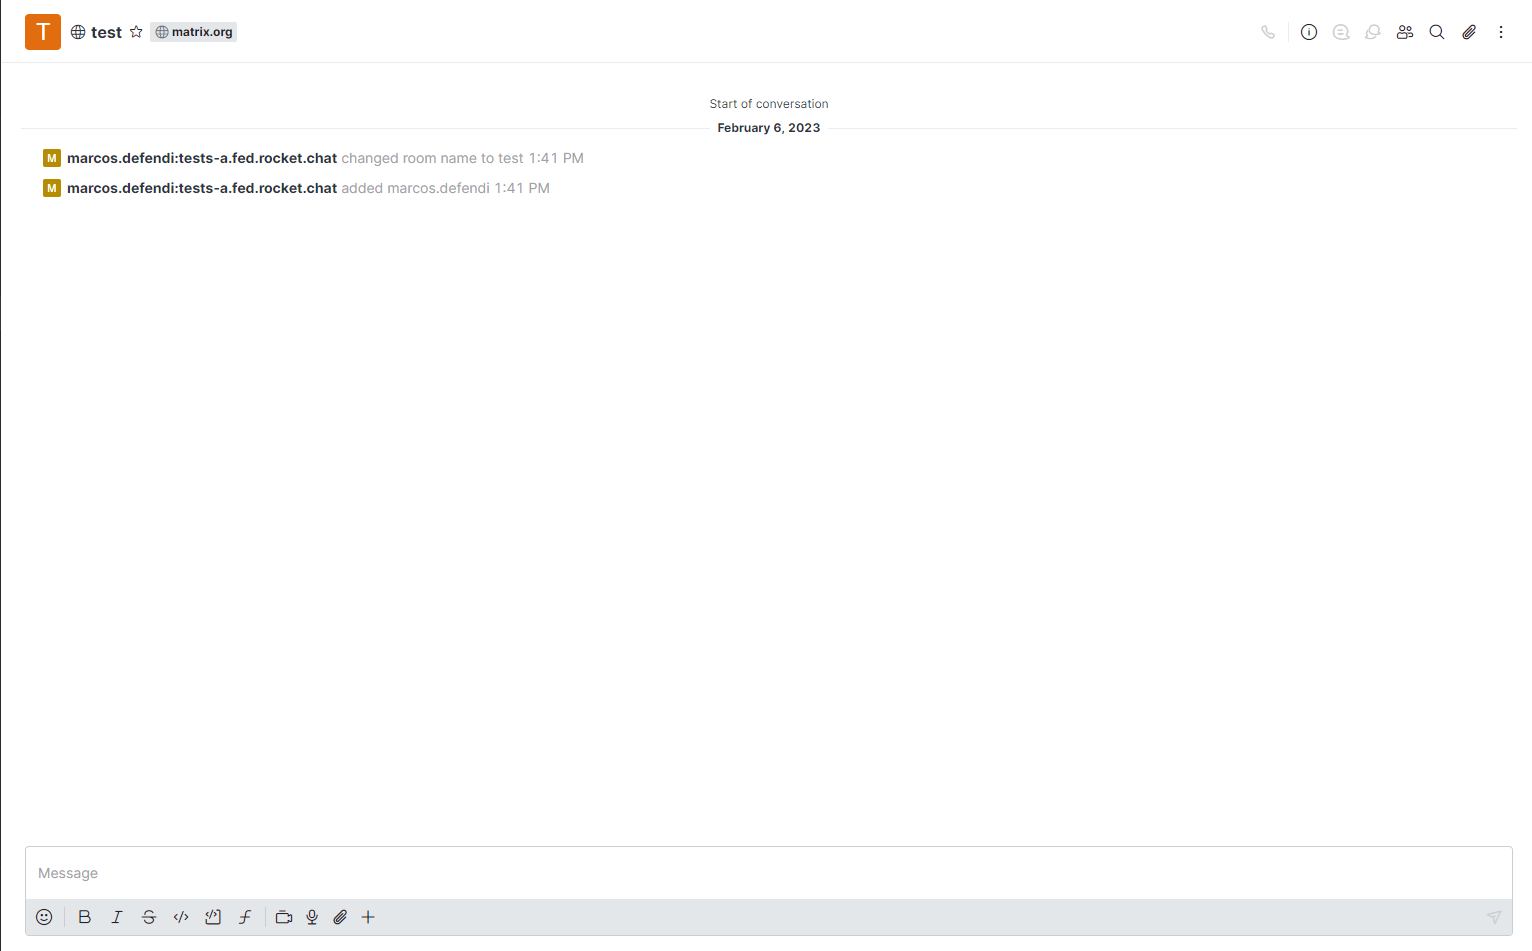 T test matrix.org
Start of conversation
February 6, 2023
M marcos.defendi:tests-a.fed.rocket.chat changed room name to test 1:41 PM
M marcos.defendi:tests-a.fed.rocket.chat added marcos.defendi 1:41 PM
Message